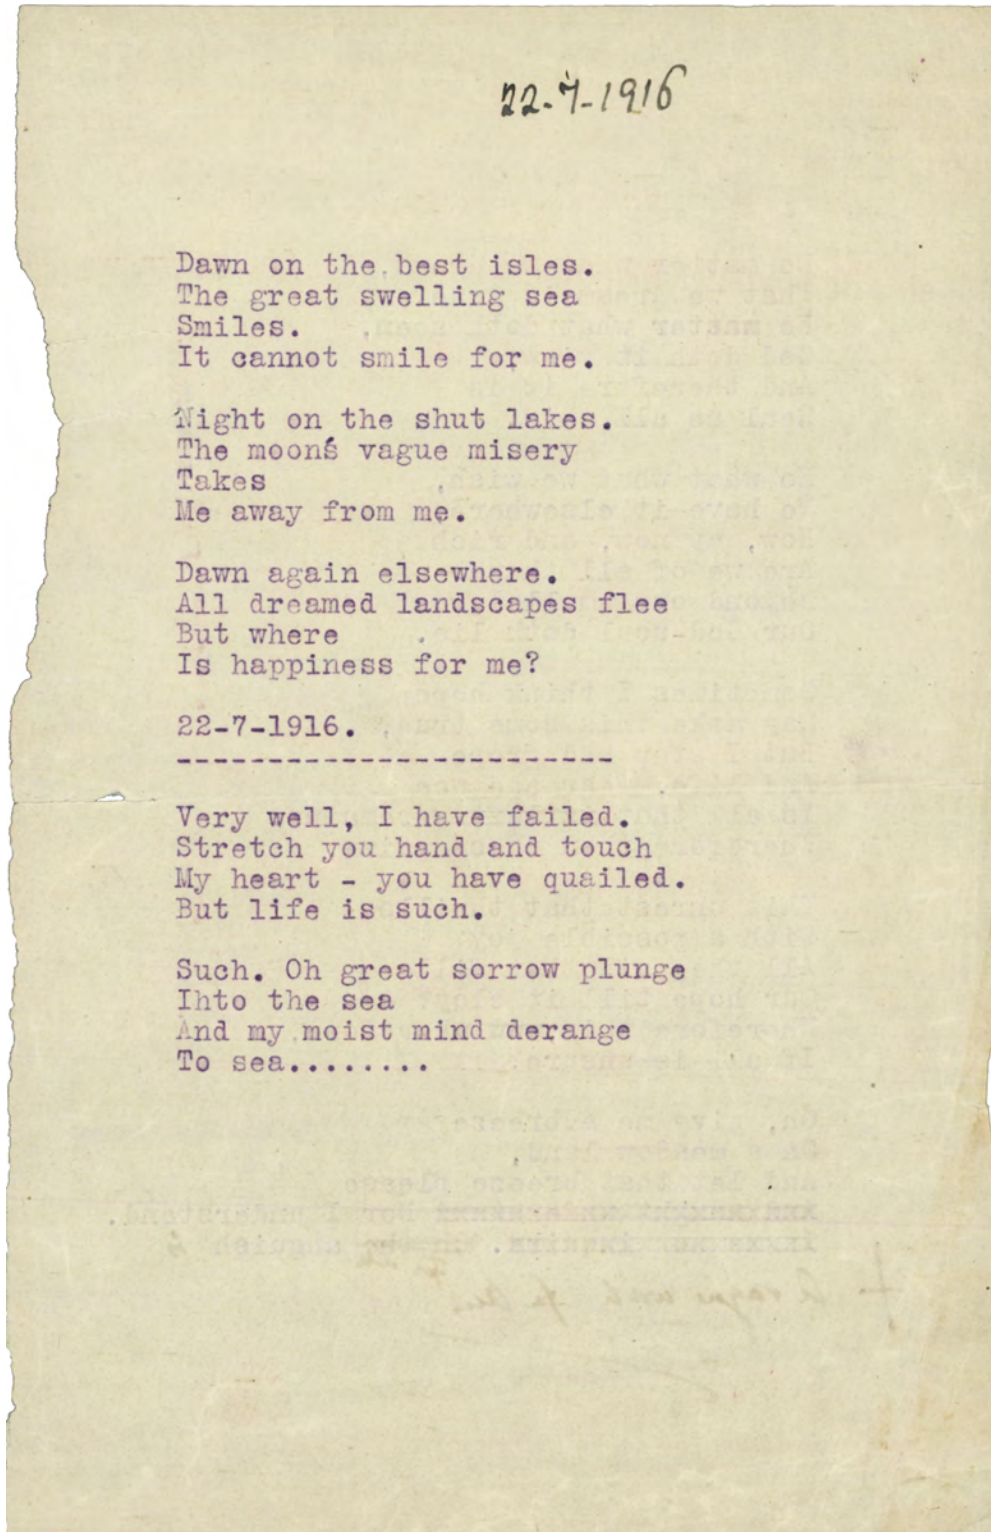 22-7-1916
Dawn on the best isles.
The great swelling sea
Smiles.
It cannot smile for me.
Night on the shut lakes.
The moon's vague misery
Takes
Me away from me.
Dawn again elsewhere.
All dreamed landscapes flee
But where
Is happiness for me?
22-7-1916.
------------------------
Very well, I have failed.
Stretch you hand and touch
My heart - you have quailed.
But life is such.
Such. Oh great sorrow plunge
Ihto the sea
And my moist mind derange
To sea........